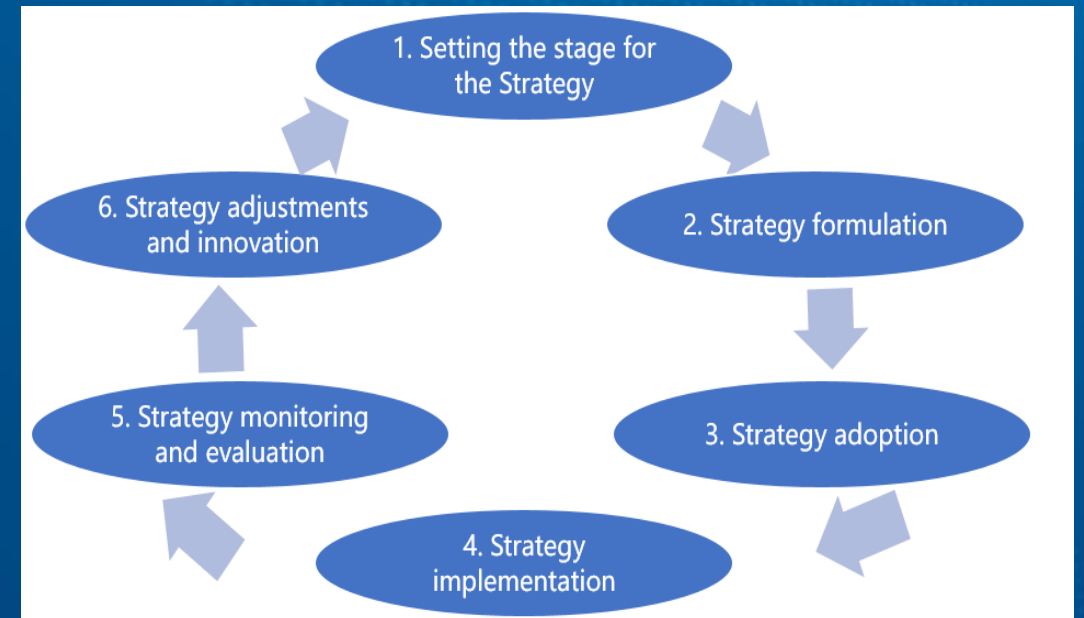 1. Setting the stage for
the Strategy
2. Strategy formulation
3. Strategy adoption
4. Strategy
implementation
5. Strategy monitoring
and evaluation
6. Strategy adjustments
and innovation